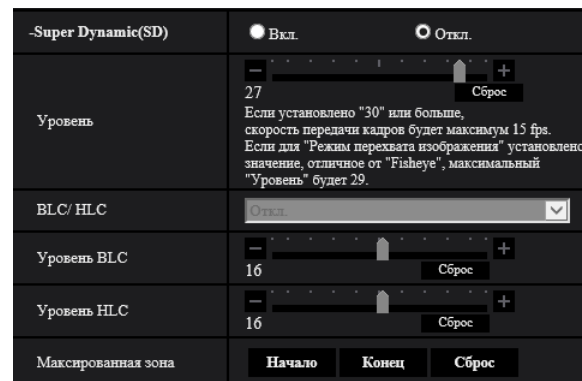 -Super Dynamic(SD) Вкл. Откл.
27 Сброс
Уровень
Если установлено "30" или больше,
скорость передачи кадров будет максимум 15 fps.
Если для "Режим перехвата изображения" установлено
значение, отличное от "Fisheye", максимальный
"Уровень" будет 29.
BLC/ HLC Откл.
Уровень BLC
16 Сброс
Уровень HLC
16 Сброс
Максированная зона Начало Конец Сброс